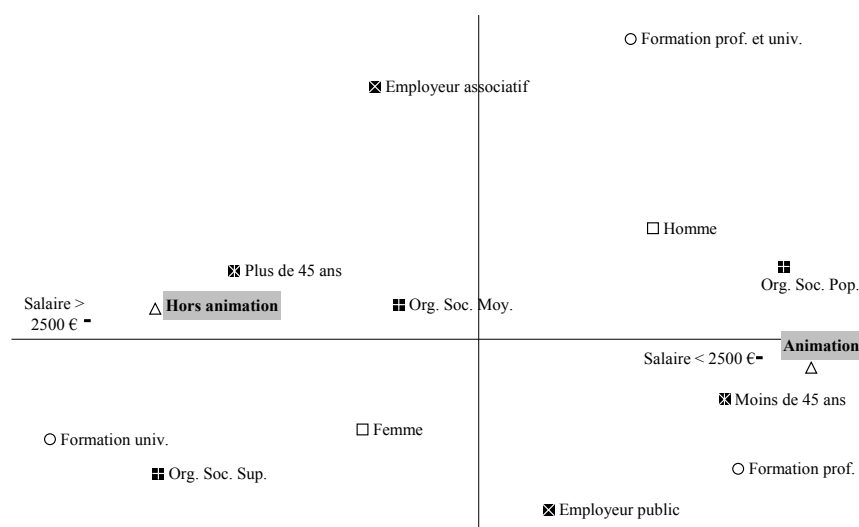 Formation prof. et univ.
Employeur associatif
Homme
Plus de 45 ans
Org. Soc. Pop.
Salaire >
2500 €
Hors animation
Org. Soc. Moy.
Animation
Salaire < 2500 €
Moins de 45 ans
Femme
Formation univ.
Org. Soc. Sup.
Formation prof.
Employeur public